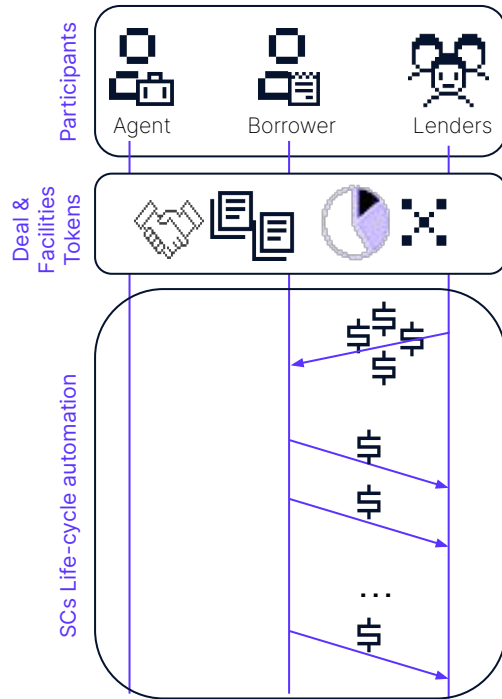 Participants
Agent
Borrower
Lenders
Deal &
Facilities
Tokens
SCs Life-cycle automation
$
$
$
$
$
$
...
$